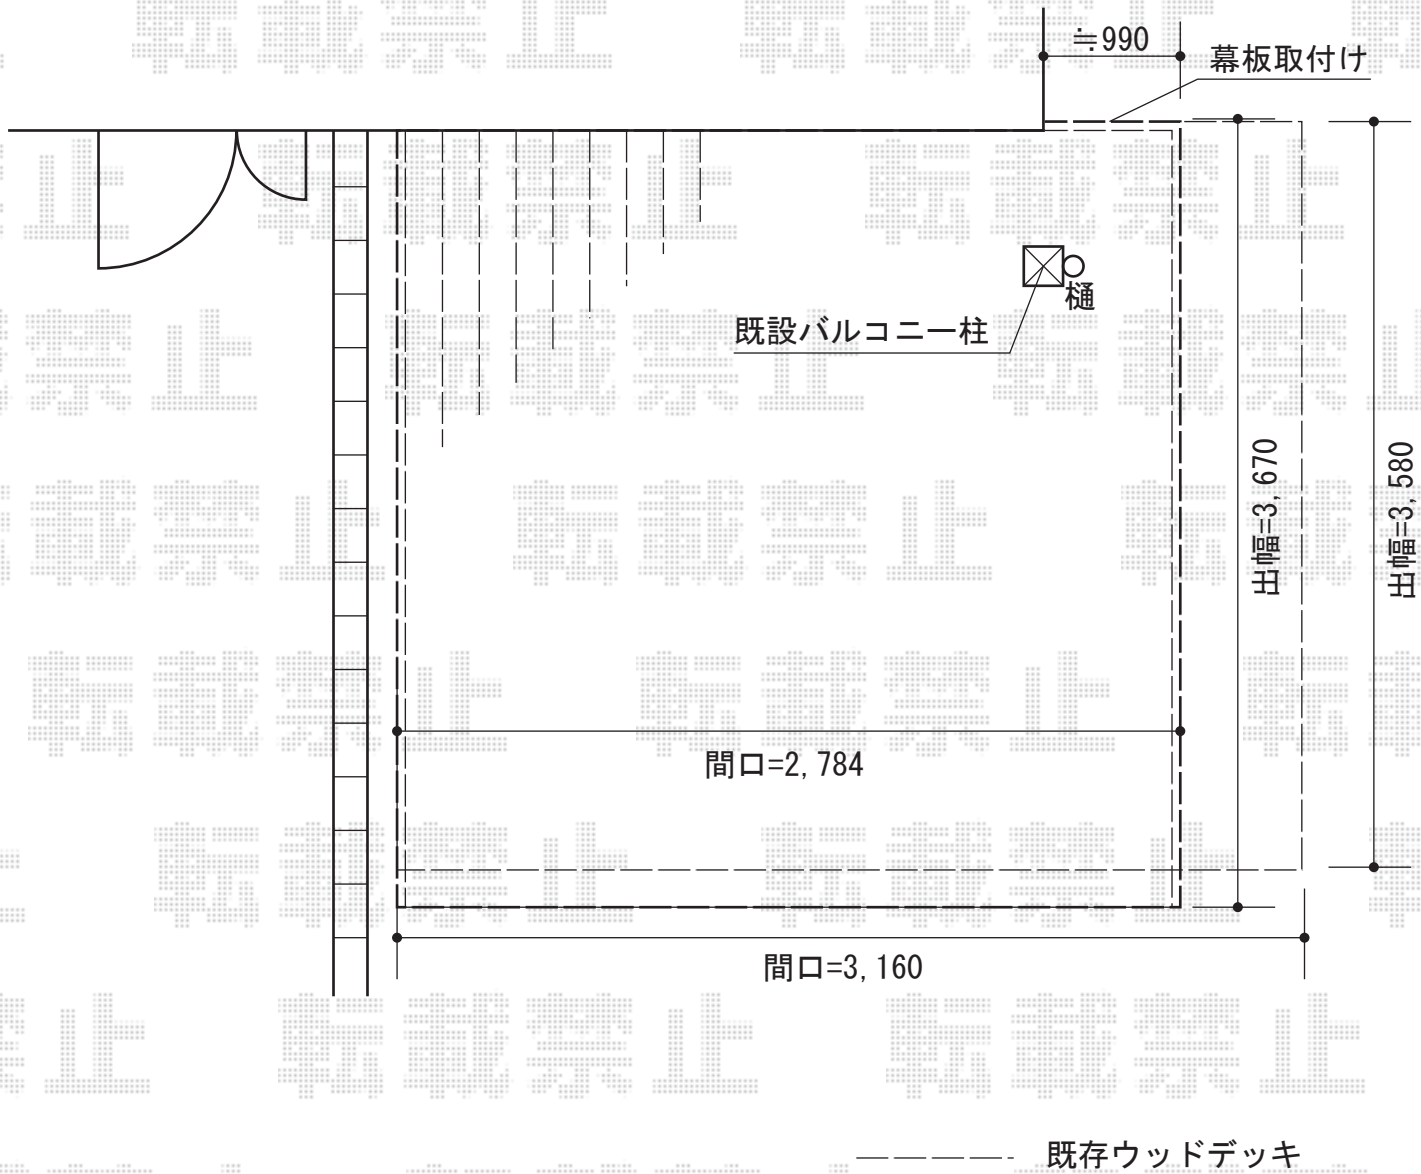 ≒990
幕板取付け
樋
既設バルコニー柱
出幅=3,670
出幅=3,580
間口=2,784
間口=3,160
既存ウッドデッキ
転載禁止